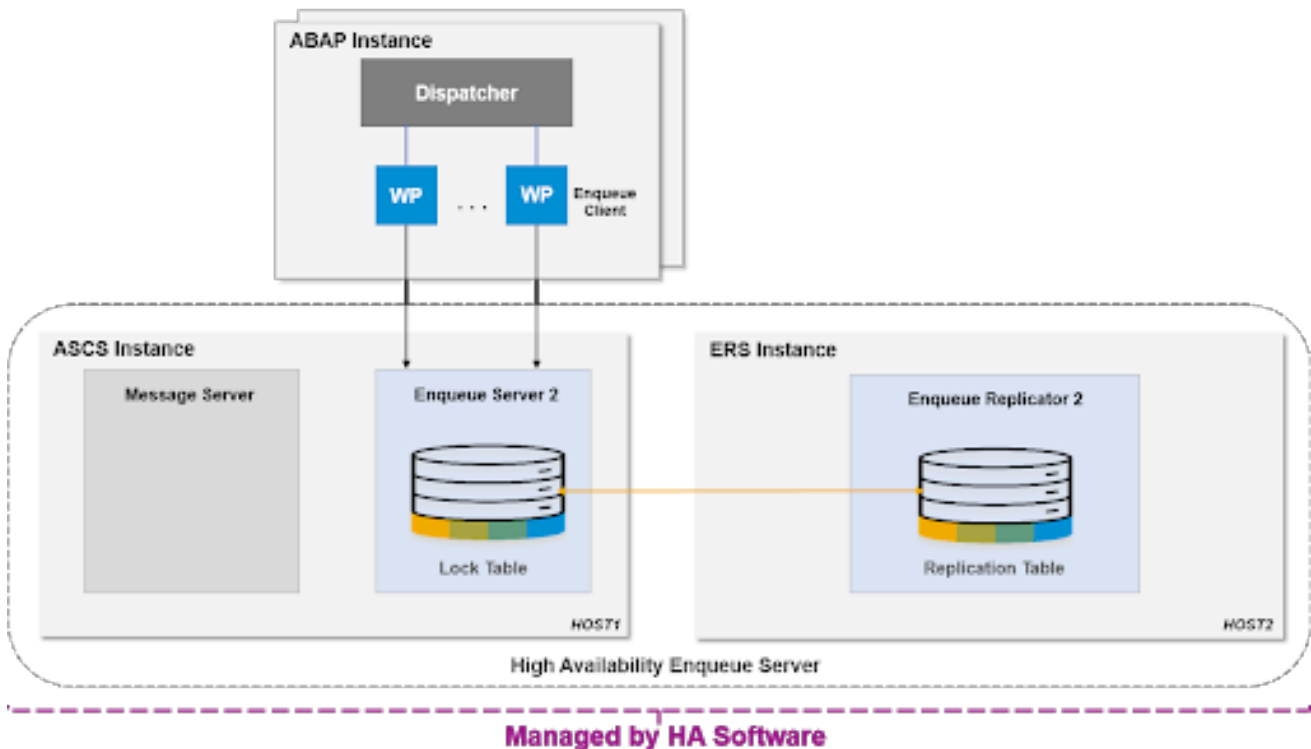 ABAP Instance
Dispatcher
WP
. . .
WP
Enqueue
Client
ASCS Instance
ERS Instance
Message Server
Enqueue Server 2
Enqueue Replicator 2
Lock Table
Replication Table
HOST1
HOST2
High Availability Enqueue Server
Managed by HA Software